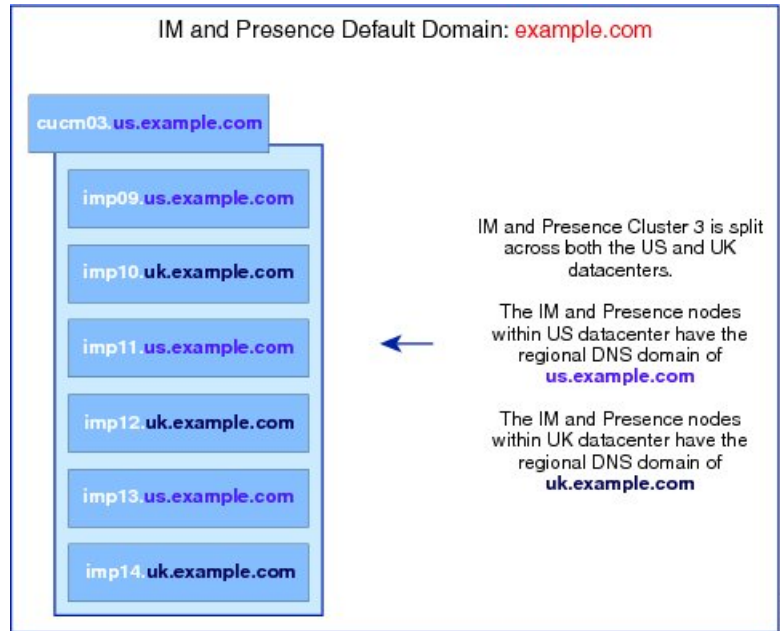 IM and Presence Default Domain: example.com
cucm03.us.example.com
imp09.us.example.com
imp10.uk.example.com
imp11.us.example.com
imp12.uk.example.com
imp13.us.example.com
imp14.uk.example.com
IM and Presence Cluster 3 is split
across both the US and UK
datacenters.
The IM and Presence nodes
within US datacenter have the
regional DNS domain of
us.example.com
The IM and Presence nodes
within UK datacenter have the
regional DNS domain of
uk.example.com